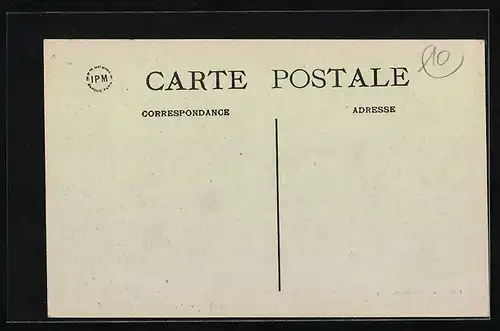 IPM
CARTE POSTALE
10
CORRESPONDANCE
ADRESSE